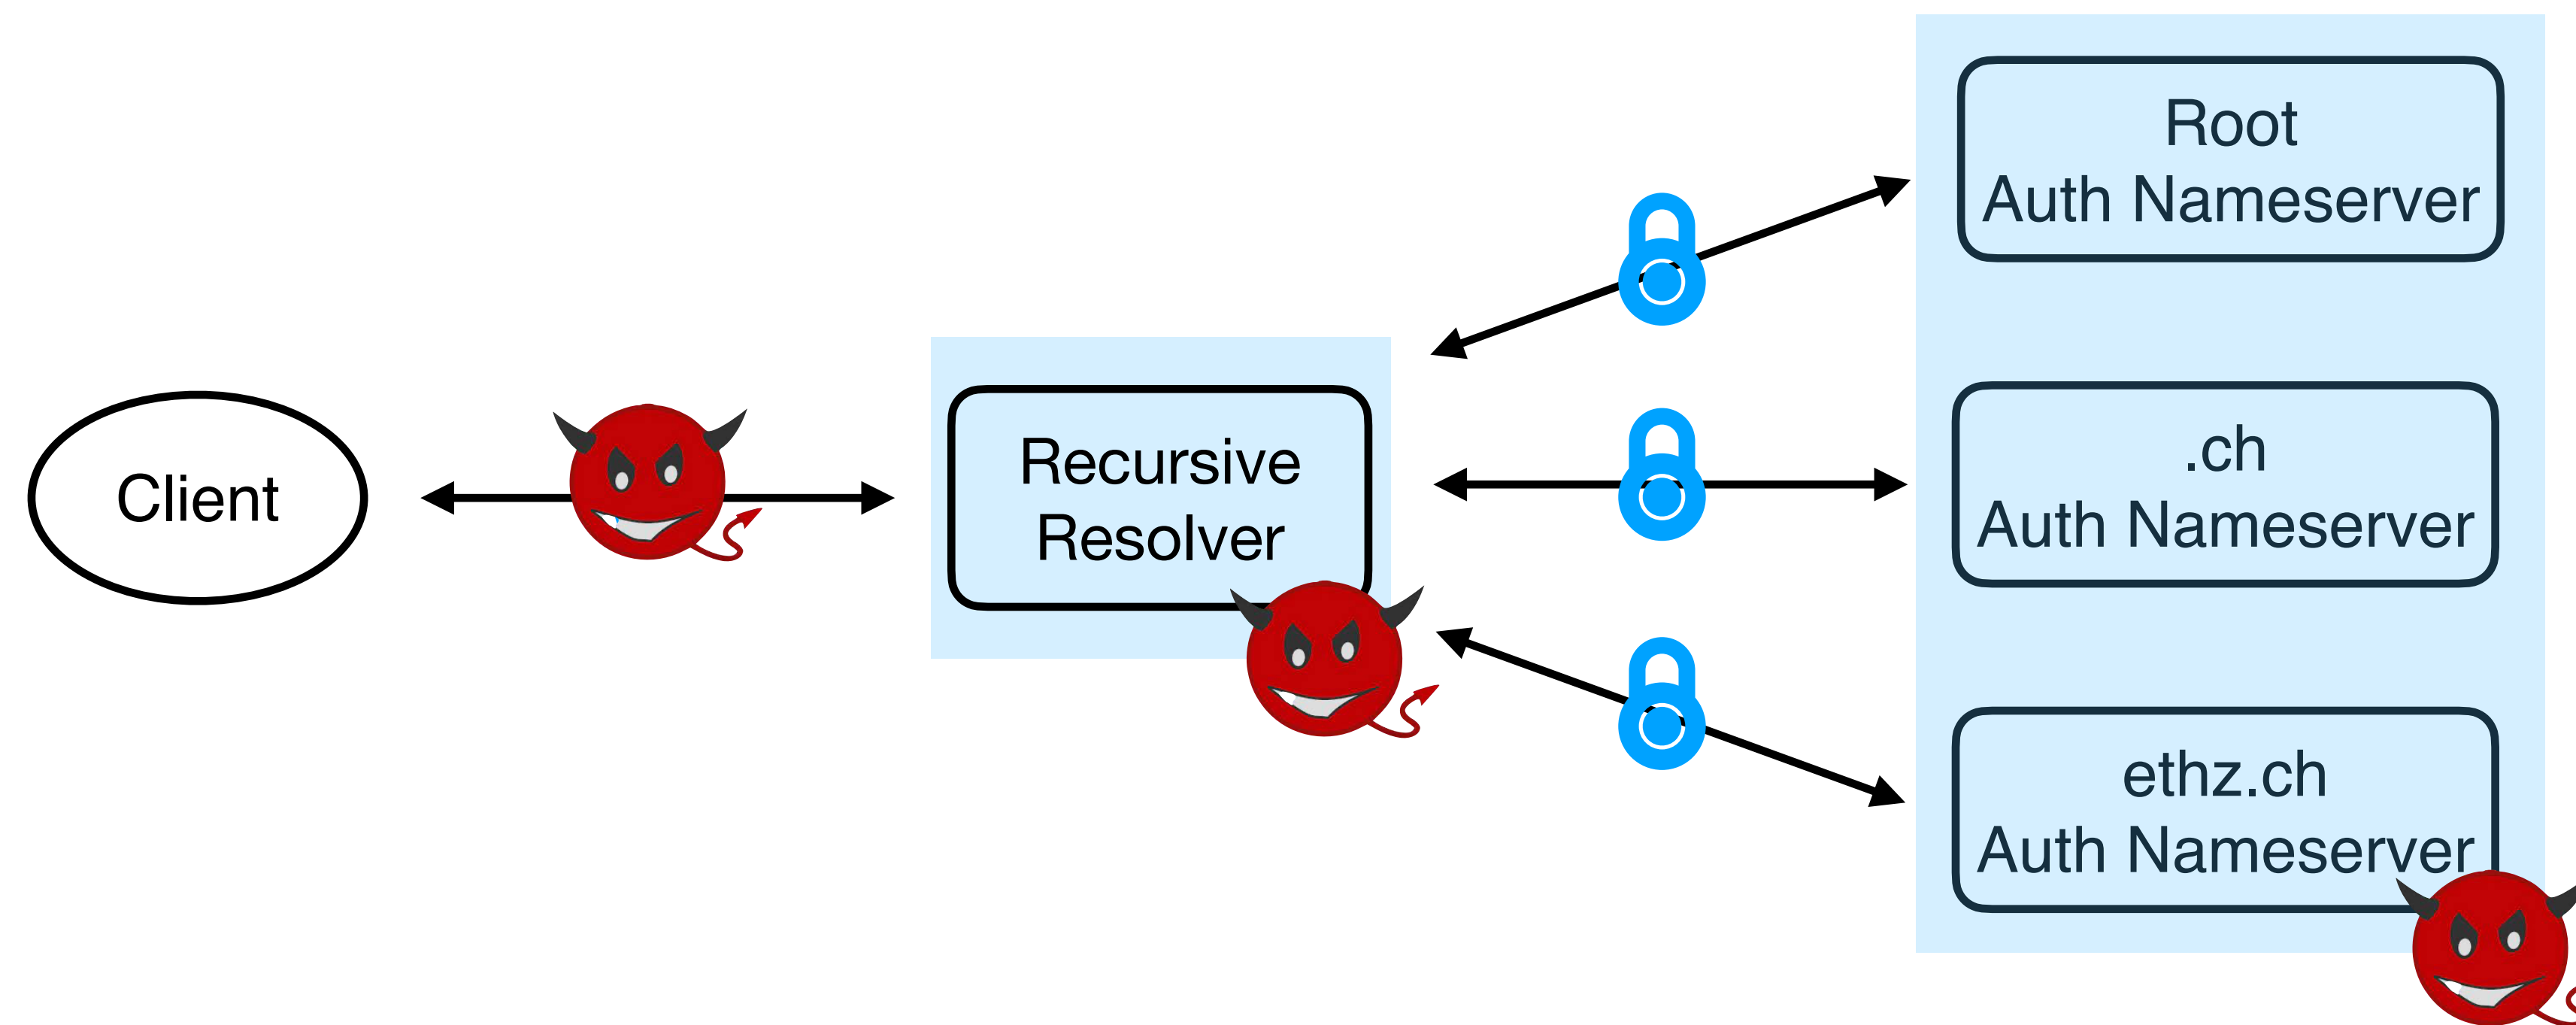 Client
Recursive
Resolver
Root
Auth Nameserver
.ch
Auth Nameserver
ethz.ch
Auth Nameserver